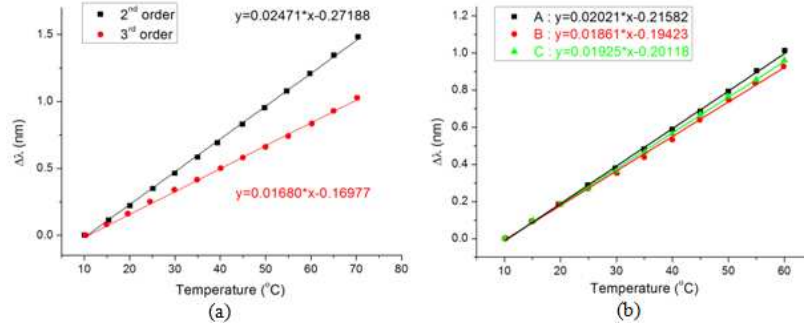 2nd order
3rd order
y=0.02471*x-0.27188
y=0.01680*x-0.16977
1.5
1.0
0.5
0.0
Δλ (nm)
0 10 20 30 40 50 60 70 80
Temperature (°C)
(a)
A : y=0.02021*x-0.21582
B : y=0.01861*x-0.19423
C : y=0.01925*x-0.20118
1.0
0.8
0.6
0.4
0.2
0.0
Δλ (nm)
0 10 20 30 40 50 60
Temperature (°C)
(b)